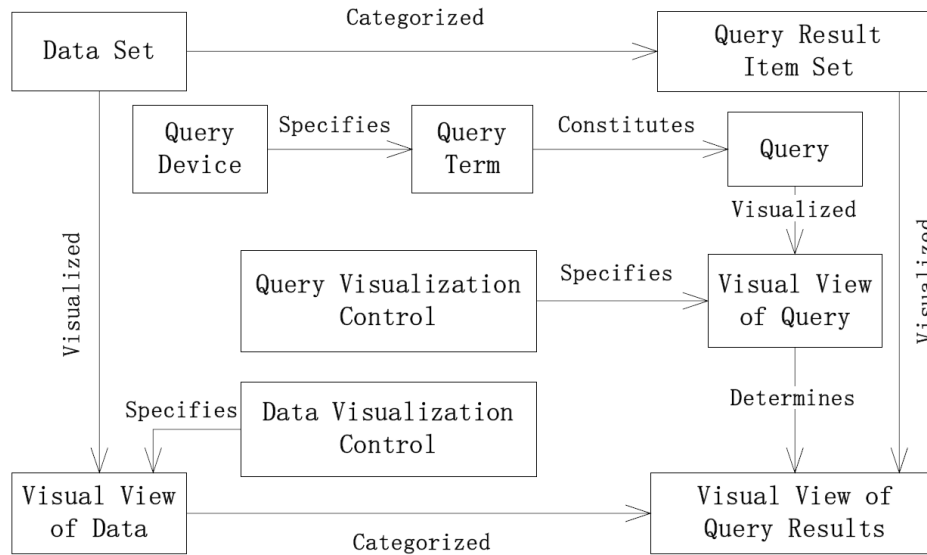 Categorized
Data Set
Query Result
Item Set
Query
Device
Specifies
Query
Term
Constitutes
Query
Visualized
Visualized
Visualized
Query Visualization
Control
Specifies
Visual View
of Query
Determines
Specifies
Data Visualization
Control
Visual View
of Data
Categorized
Visual View of
Query Results